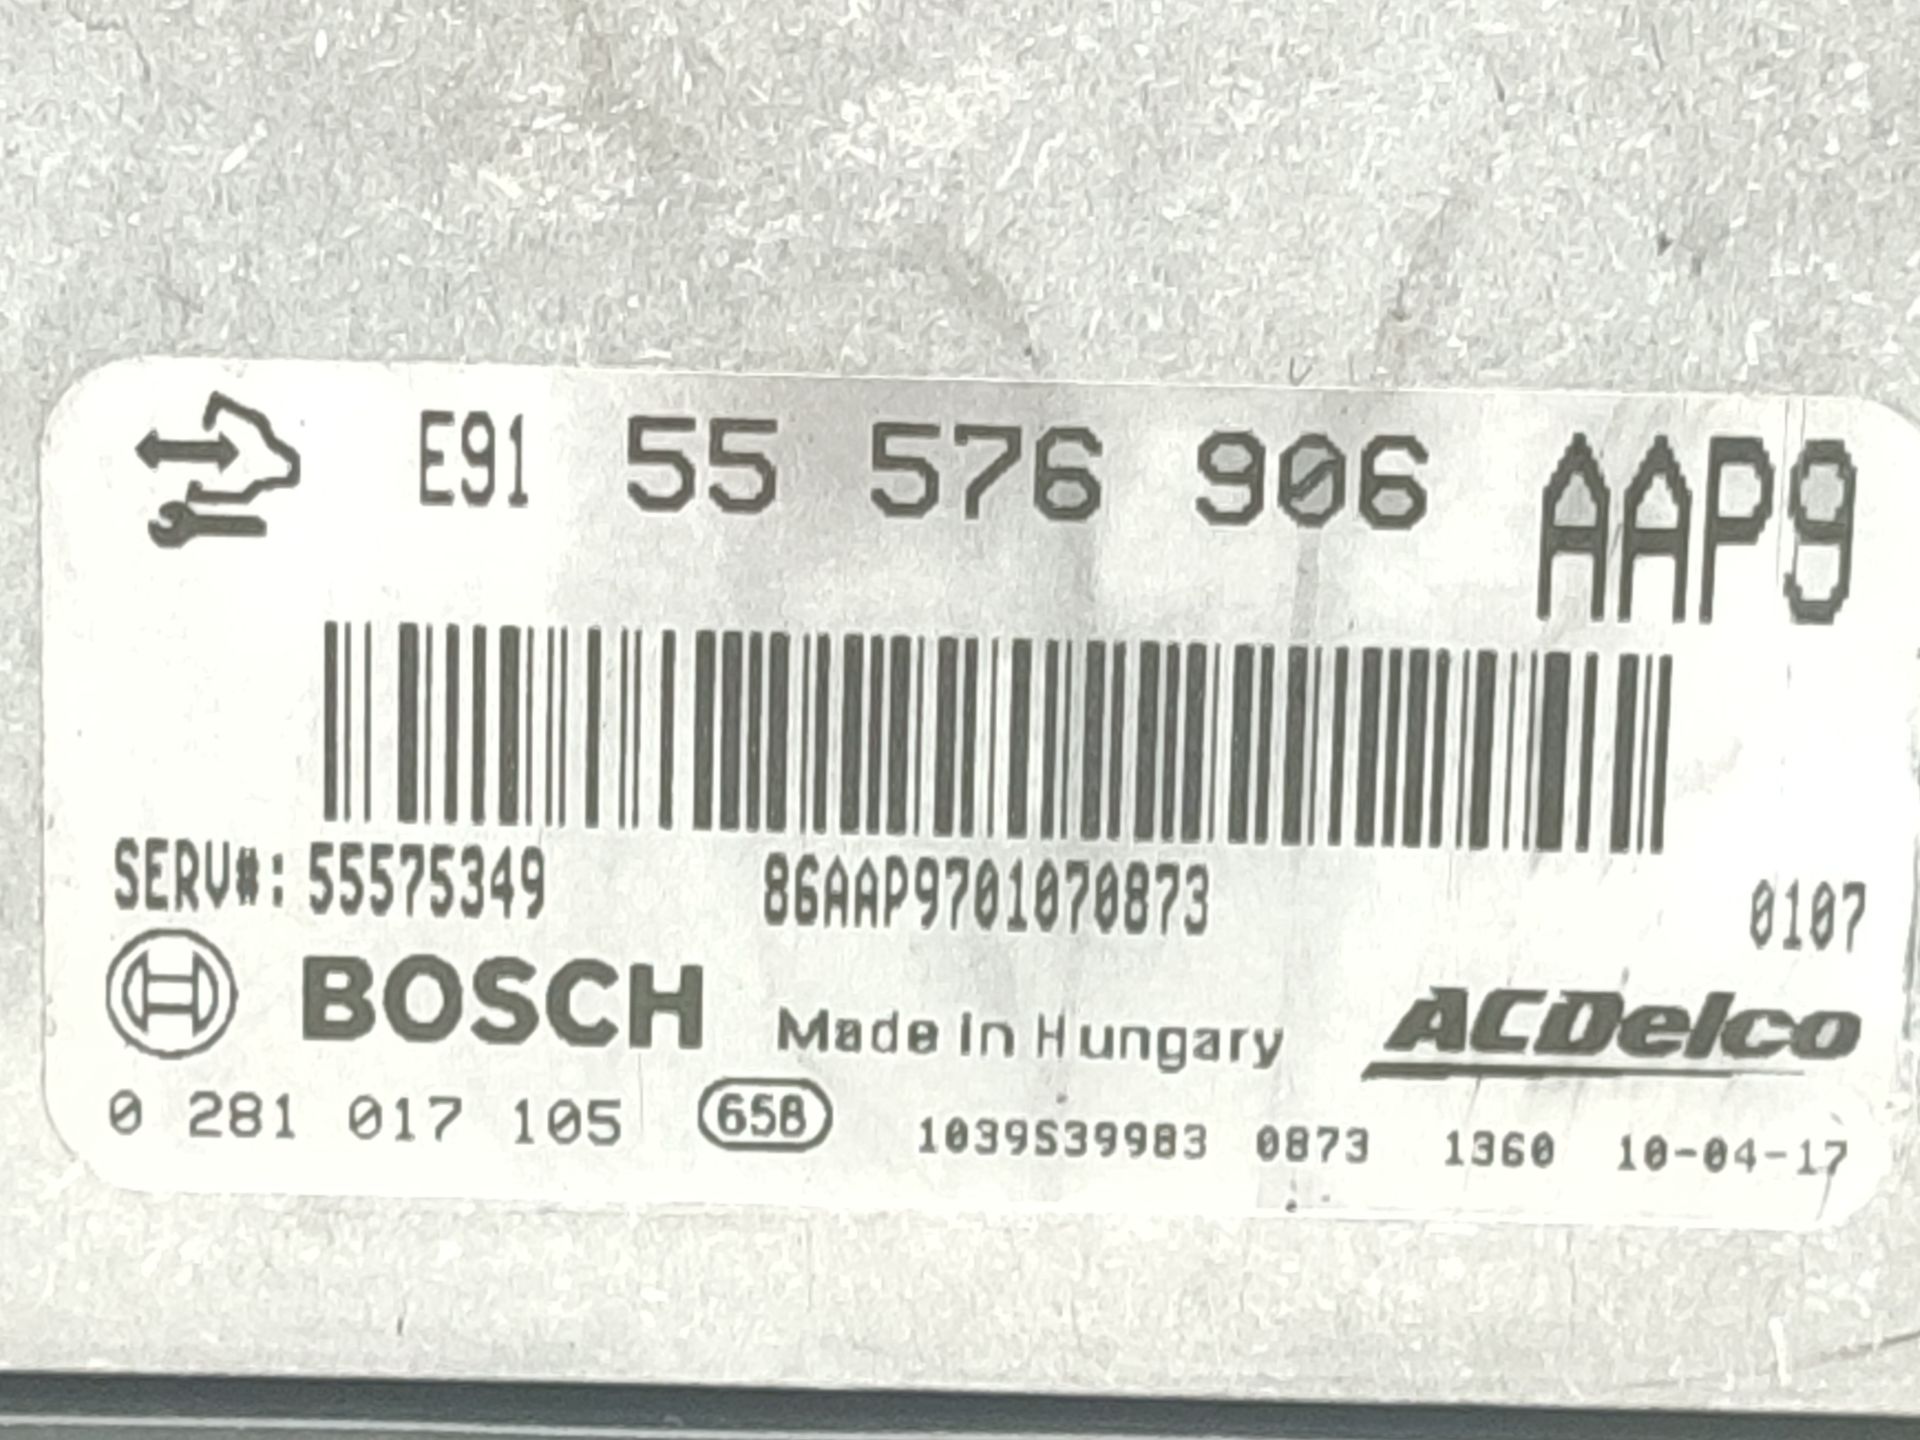 E91 55 576 906 AAP9
SERV#: 55575349 86AAP9701070873 0107
BOSCH Made in Hungary ACDelco
0 281 017 105 65B 1039S39983 0873 1360 10-04-17